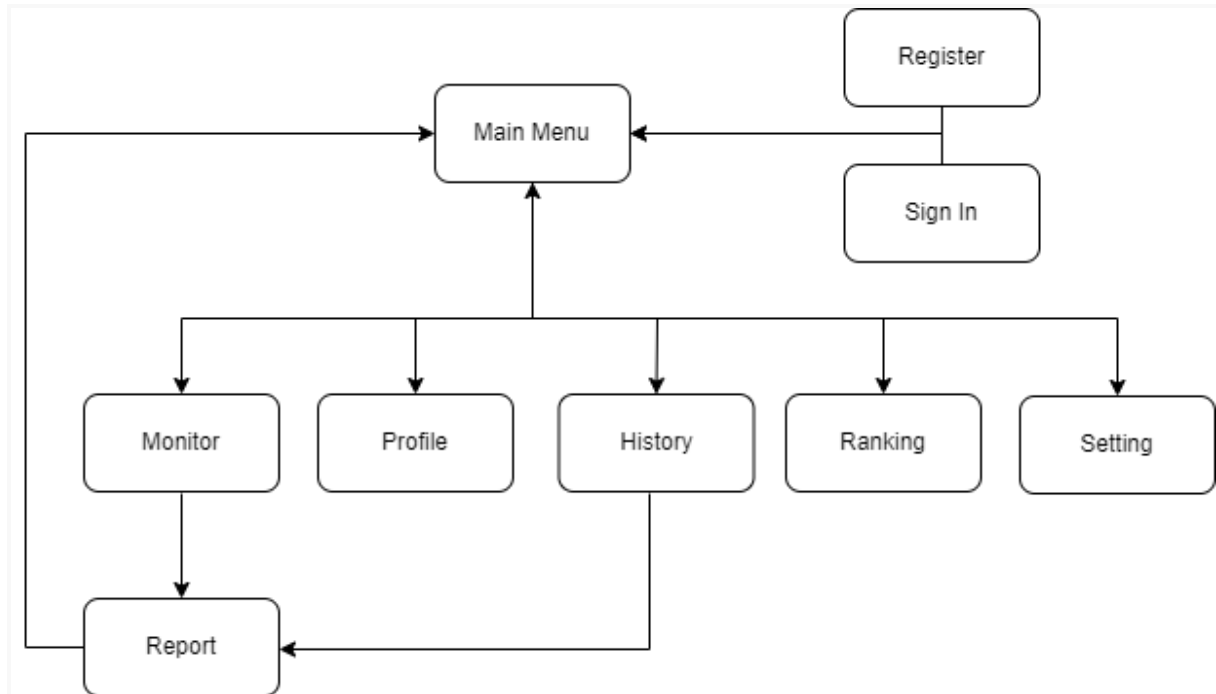 Register
Main Menu
Sign In
Monitor
Profile
History
Ranking
Setting
Report